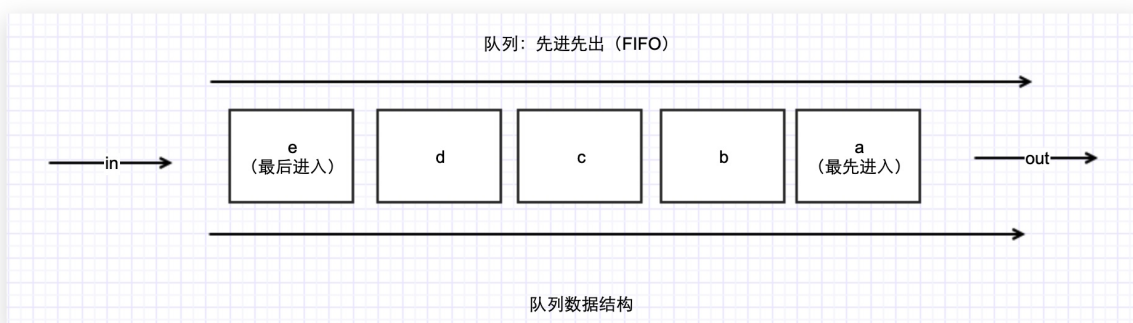 队列：先进先出（FIFO）
in
e
（最后进入）
d
c
b
a
（最先进入）
out
队列数据结构